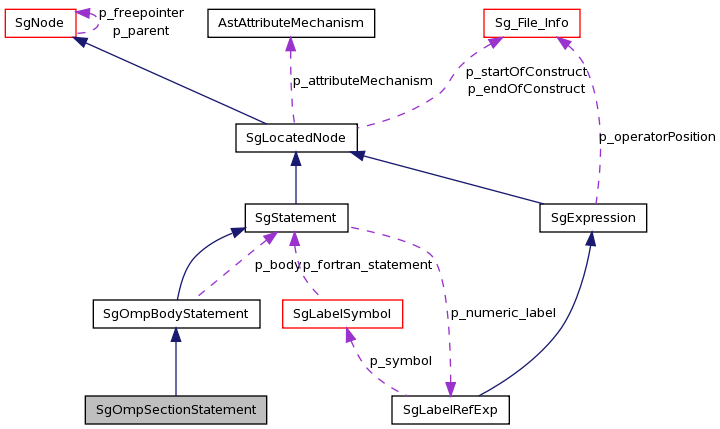 p_freepointer
p_parent
SgNode
AstAttributeMechanism
Sg_File_Info
p_attributeMechanism
p_startOfConstruct
p_endOfConstruct
SgLocatedNode
p_operatorPosition
SgStatement
SgExpression
p_body
p_fortran_statement
SgOmpBodyStatement
SgLabelSymbol
p_numeric_label
p_symbol
SgOmpSectionStatement
SgLabelRefExp